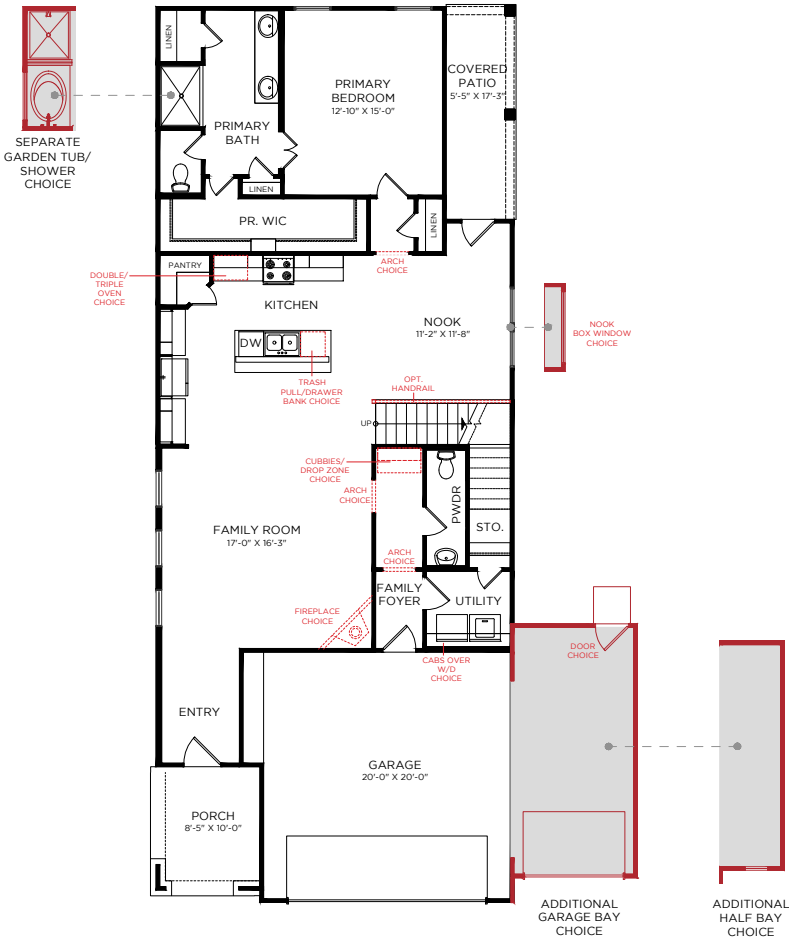 LINEN
PRIMARY
BEDROOM
12'-10" X 15'-0"
COVERED
PATIO
5'-5" X 17'-3"
PRIMARY
BATH
SEPARATE
GARDEN TUB/
SHOWER
CHOICE
LINEN
PR. WIC
LINEN
ARCH
CHOICE
PANTRY
DOUBLE/
TRIPLE
OVEN
CHOICE
KITCHEN
NOOK
11'-2" X 11'-8"
NOOK
BOX WINDOW
CHOICE
DW
TRASH
PULL/DRAWER
BANK CHOICE
OPT.
HANDRAIL
UP
CUBBIES/
DROP ZONE
CHOICE
ARCH
CHOICE
PWDR
STO.
FAMILY ROOM
17'-0" X 16'-3"
ARCH
CHOICE
FAMILY
FOYER
UTILITY
FIREPLACE
CHOICE
CABS OVER
W/D
CHOICE
DOOR
CHOICE
ENTRY
GARAGE
20'-0" X 20'-0"
PORCH
8'-5" X 10'-0"
ADDITIONAL
GARAGE BAY
CHOICE
ADDITIONAL
HALF BAY
CHOICE